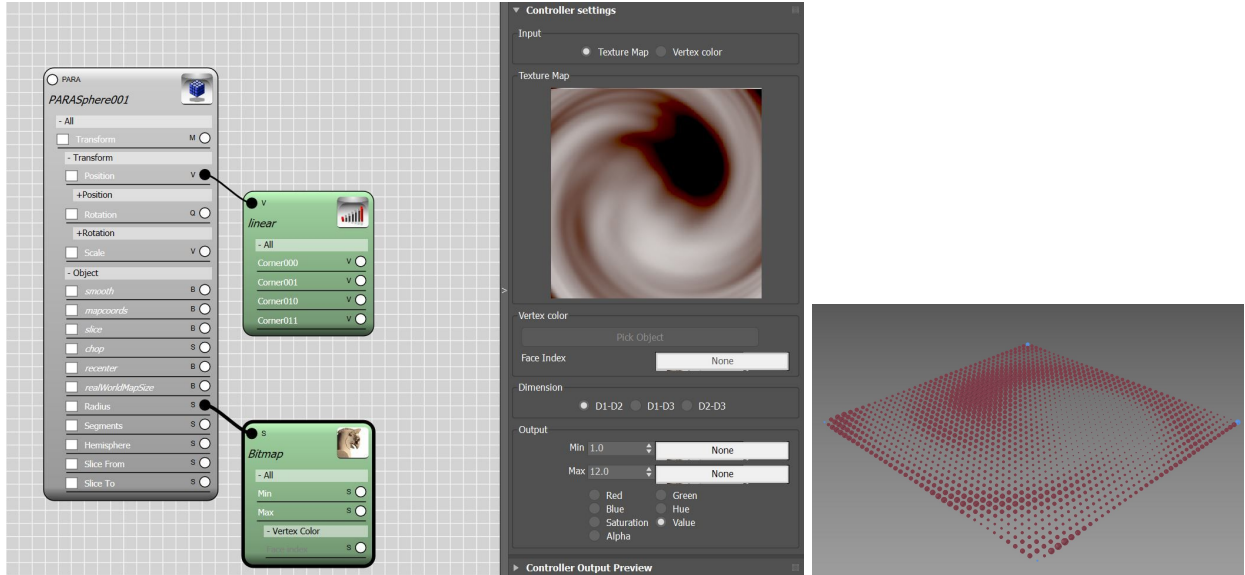 PARA
PARASphere001
- All
Transform M
- Transform
Position V
+Position
Rotation Q
+Rotation
Scale V
- Object
smooth B
mapcoords B
slice B
chop S
recenter B
realWorldMapSize B
Radius S
Segments S
Hemisphere S
Slice From S
Slice To S
V
linear
- All
Corner000 V
Corner001 V
Corner010 V
Corner011 V
S
Bitmap
- All
Min S
Max S
- Vertex Color
Face Index S
>
Controller settings
Input
Texture Map Vertex color
Texture Map
Vertex color
Pick Object
Face Index None
Dimension
D1-D2 D1-D3 D2-D3
Output
Min 1.0 None
Max 12.0 None
Red Green
Blue Hue
Saturation Value
Alpha
Controller Output Preview